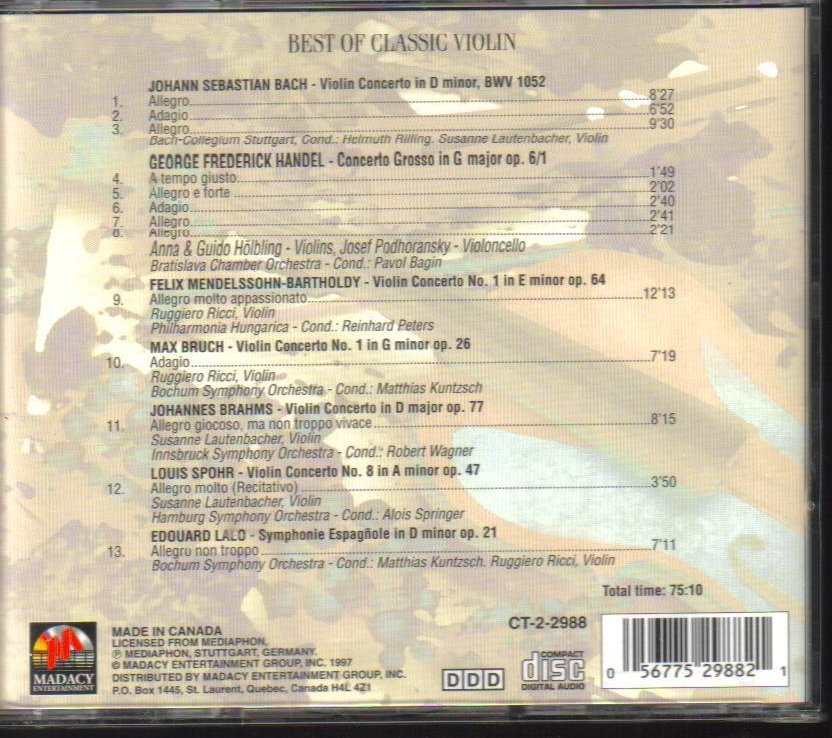 BEST OF CLASSIC VIOLIN
JOHANN SEBASTIAN BACH - Violin Concerto in D minor, BWV 1052
1. Allegro 8'27
2. Adagio 6'52
3. Allegro 9'30
Bach-Collegium Stuttgart, Cond.: Helmuth Rilling. Susanne Lautenbacher, Violin
GEORGE FREDERICK HANDEL - Concerto Grosso in G major op. 6/1
4. A tempo giusto 1'49
5. Allegro e forte 2'02
6. Adagio 2'40
7. Allegro 2'41
8. Allegro 2'21
Anna & Guido Hölbling - Violins, Josef Podhoransky - Violoncello
Bratislava Chamber Orchestra - Cond.: Pavol Bagin
FELIX MENDELSSOHN-BARTHOLDY - Violin Concerto No. 1 in E minor op. 64
9. Allegro molto appassionato 12'13
Ruggiero Ricci, Violin
Philharmonia Hungarica - Cond.: Reinhard Peters
MAX BRUCH - Violin Concerto No. 1 in G minor op. 26
10. Adagio 7'19
Ruggiero Ricci, Violin
Bochum Symphony Orchestra - Cond.: Matthias Kuntzsch
JOHANNES BRAHMS - Violin Concerto in D major op. 77
11. Allegro giocoso, ma non troppo vivace 8'15
Susanne Lautenbacher, Violin
Innsbruck Symphony Orchestra - Cond.: Robert Wagner
LOUIS SPOHR - Violin Concerto No. 8 in A minor op. 47
12. Allegro molto (Recitativo) 3'50
Susanne Lautenbacher, Violin
Hamburg Symphony Orchestra - Cond.: Alois Springer
EDOUARD LALO - Symphonie Espagñole in D minor op. 21
13. Allegro non troppo 7'11
Bochum Symphony Orchestra - Cond.: Matthias Kuntzsch. Ruggiero Ricci, Violin
Total time: 75:10
MADACY
ENTERTAINMENT
MADE IN CANADA
LICENSED FROM MEDIAPHON.
℗ MEDIAPHON, STUTTGART, GERMANY.
© MADACY ENTERTAINMENT GROUP, INC. 1997
DISTRIBUTED BY MADACY ENTERTAINMENT GROUP, INC.
P.O. Box 1445, St. Laurent, Quebec, Canada H4L 4Z1
CT-2-2988
DDD
COMPACT
disc
DIGITAL AUDIO
0 56775 29882 1